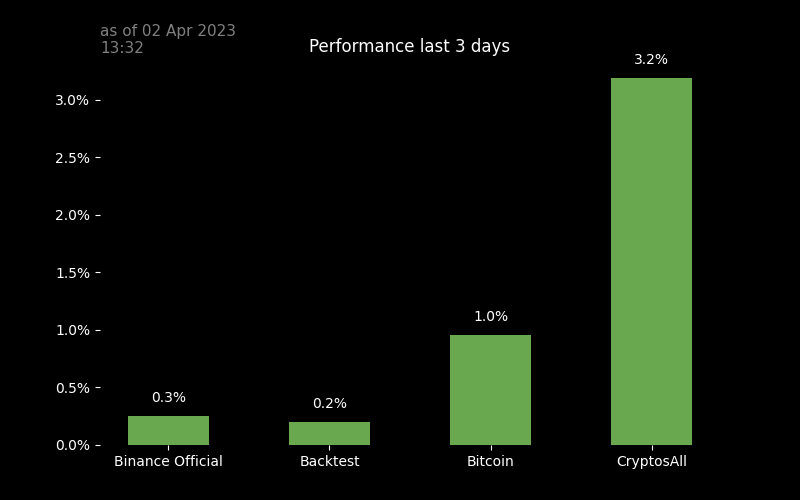 as of 02 Apr 2023
13:32
Performance last 3 days
3.2%
3.0%
2.5%
2.0%
1.5%
1.0%
1.0%
0.5%
0.3%
0.2%
0.0%
Binance Official
Backtest
Bitcoin
CryptosAll